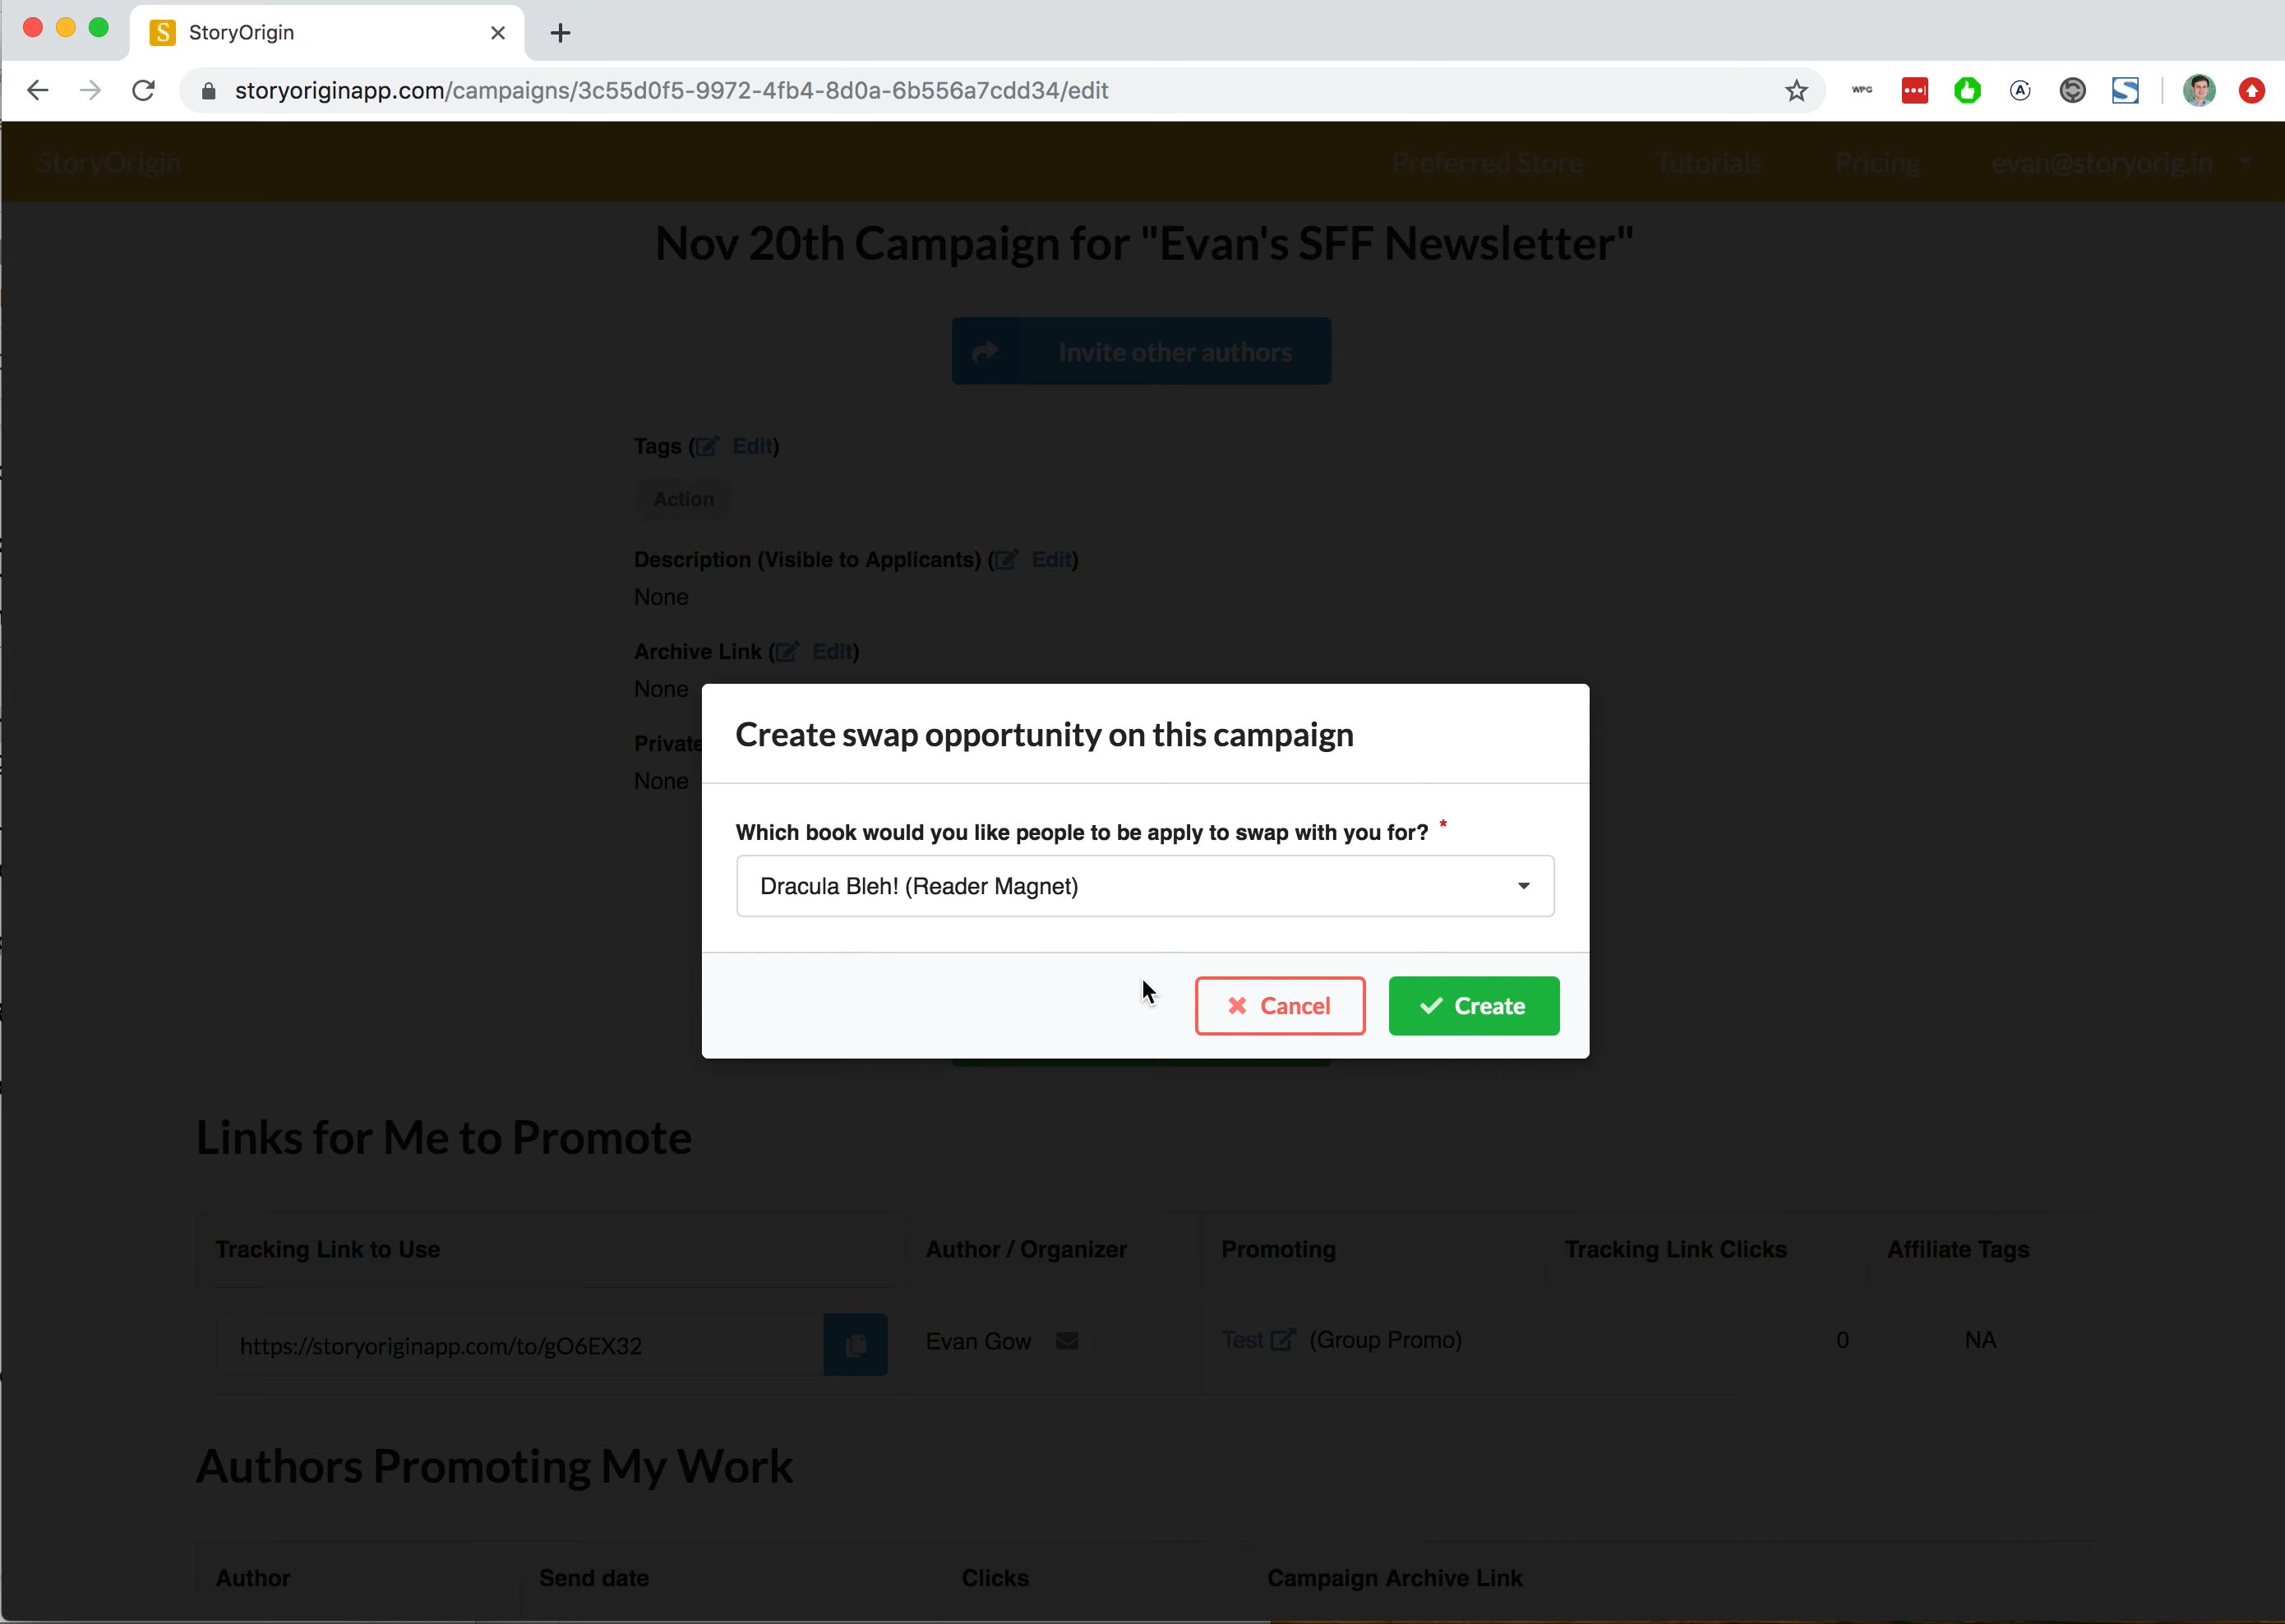 StoryOrigin
storyoriginapp.com/campaigns/3c55d0f5-9972-4fb4-8d0a-6b556a7cdd34/edit
WPG
StoryOrigin Preferred Store Tutorials Pricing evan@storyorig.in
Nov 20th Campaign for "Evan's SFF Newsletter"
Invite other authors
Tags ( Edit)
Action
Description (Visible to Applicants) ( Edit)
None
Archive Link ( Edit)
None
Private
None
Create swap opportunity on this campaign
Which book would you like people to be apply to swap with you for? *
Dracula Bleh! (Reader Magnet)
Cancel Create
Links for Me to Promote
Tracking Link to Use Author / Organizer Promoting Tracking Link Clicks Affiliate Tags
https://storyoriginapp.com/to/gO6EX32 Evan Gow Test (Group Promo) 0 NA
Authors Promoting My Work
Author Send date Clicks Campaign Archive Link